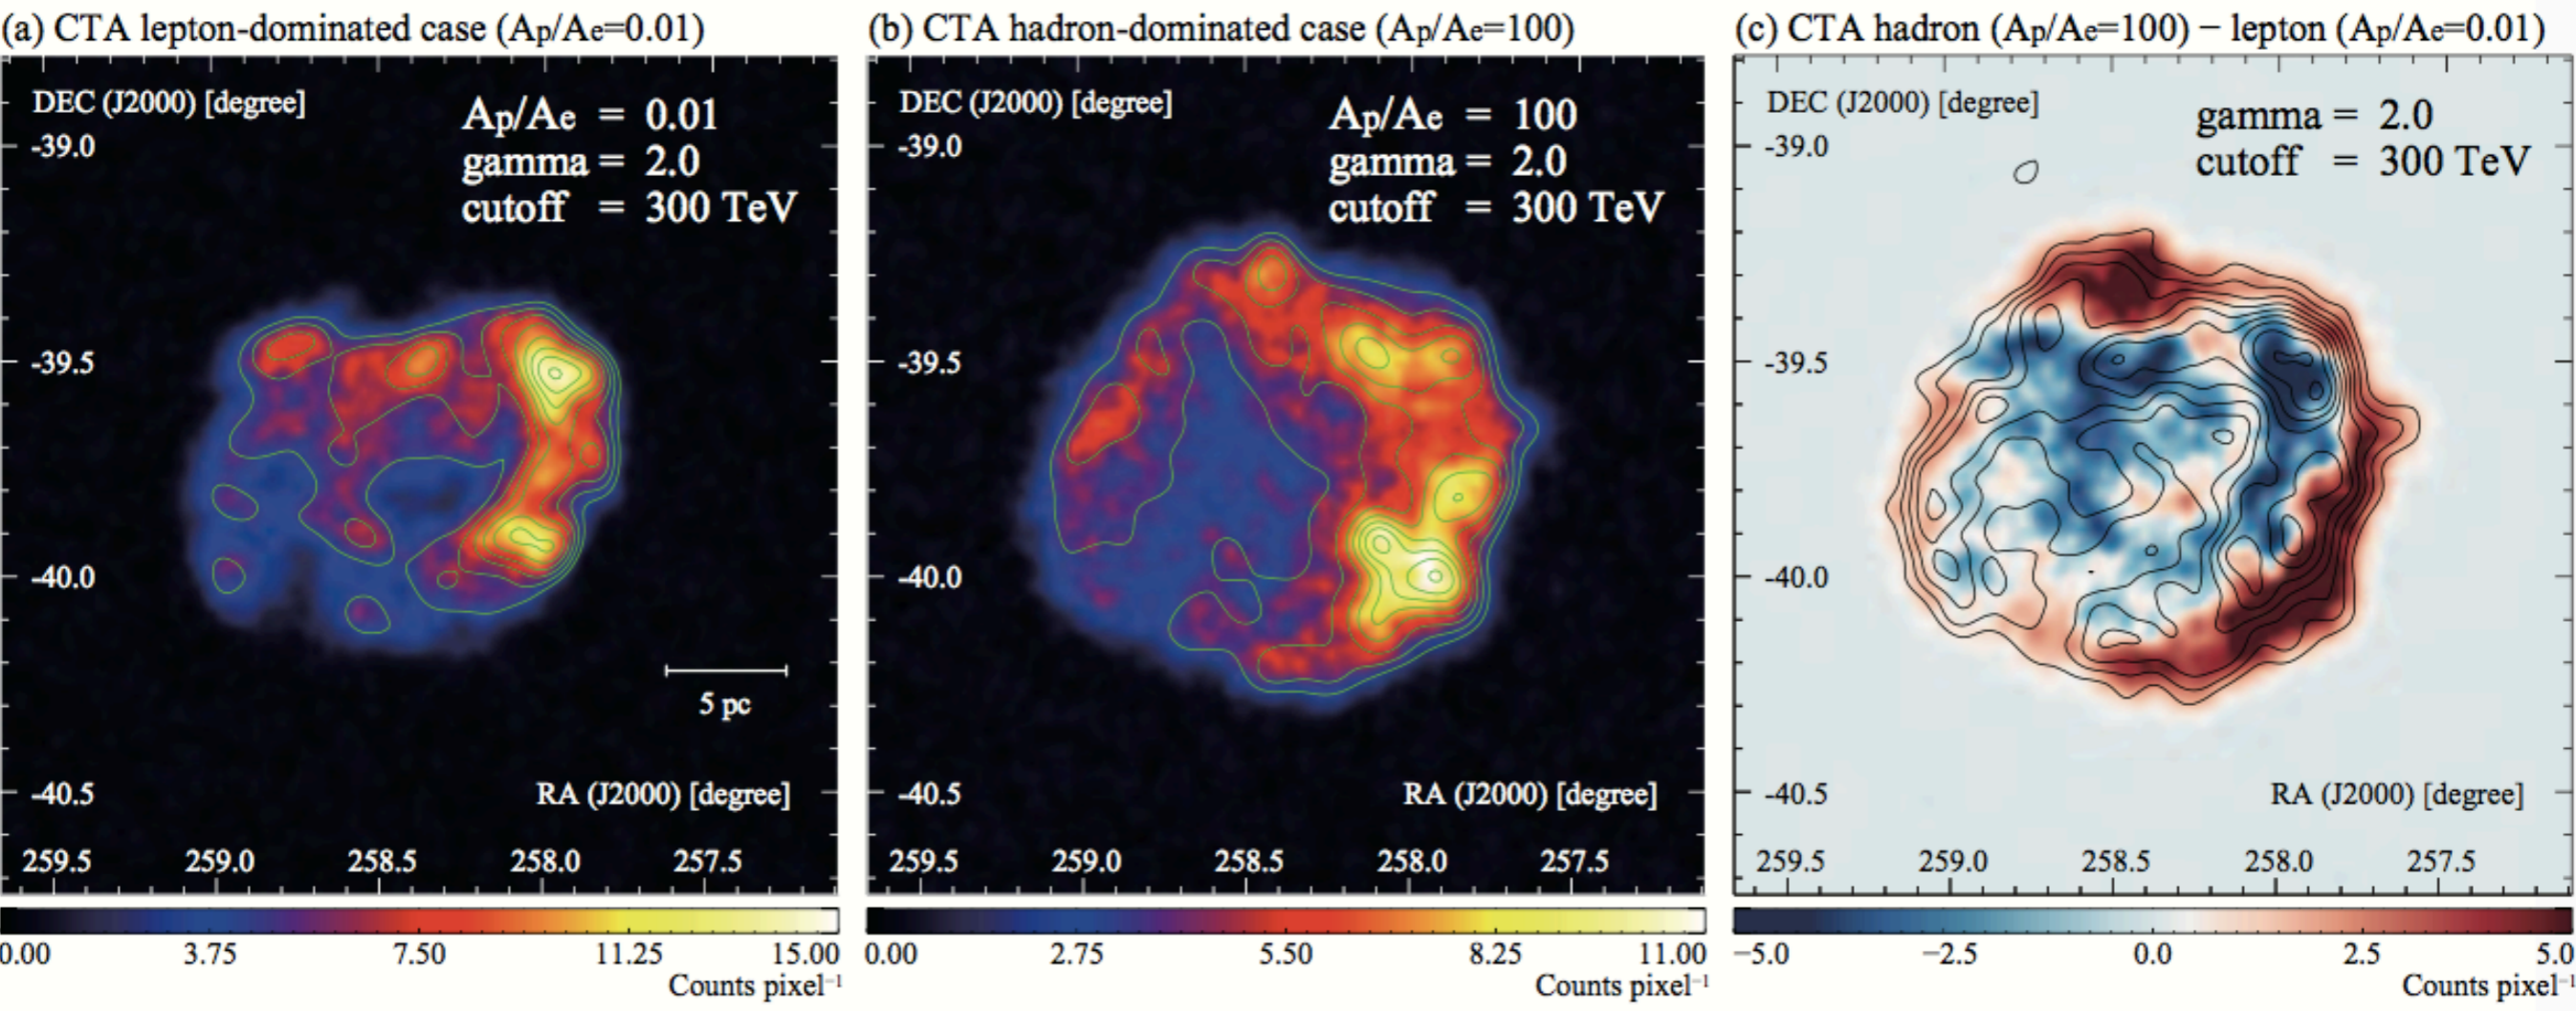 (a) CTA lepton-dominated case (Ap/Ae=0.01)
DEC (J2000) [degree]
Ap/Ae = 0.01
gamma = 2.0
cutoff = 300 TeV
-39.0
-39.5
-40.0
-40.5
5 pc
RA (J2000) [degree]
259.5 259.0 258.5 258.0 257.5
0.00 3.75 7.50 11.25 15.00
Counts pixel⁻¹
(b) CTA hadron-dominated case (Ap/Ae=100)
DEC (J2000) [degree]
Ap/Ae = 100
gamma = 2.0
cutoff = 300 TeV
-39.0
-39.5
-40.0
-40.5
RA (J2000) [degree]
259.5 259.0 258.5 258.0 257.5
0.00 2.75 5.50 8.25 11.00
Counts pixel⁻¹
(c) CTA hadron (Ap/Ae=100) − lepton (Ap/Ae=0.01)
DEC (J2000) [degree]
gamma = 2.0
cutoff = 300 TeV
-39.0
-39.5
-40.0
-40.5
RA (J2000) [degree]
259.5 259.0 258.5 258.0 257.5
−5.0 −2.5 0.0 2.5 5.0
Counts pixel⁻¹